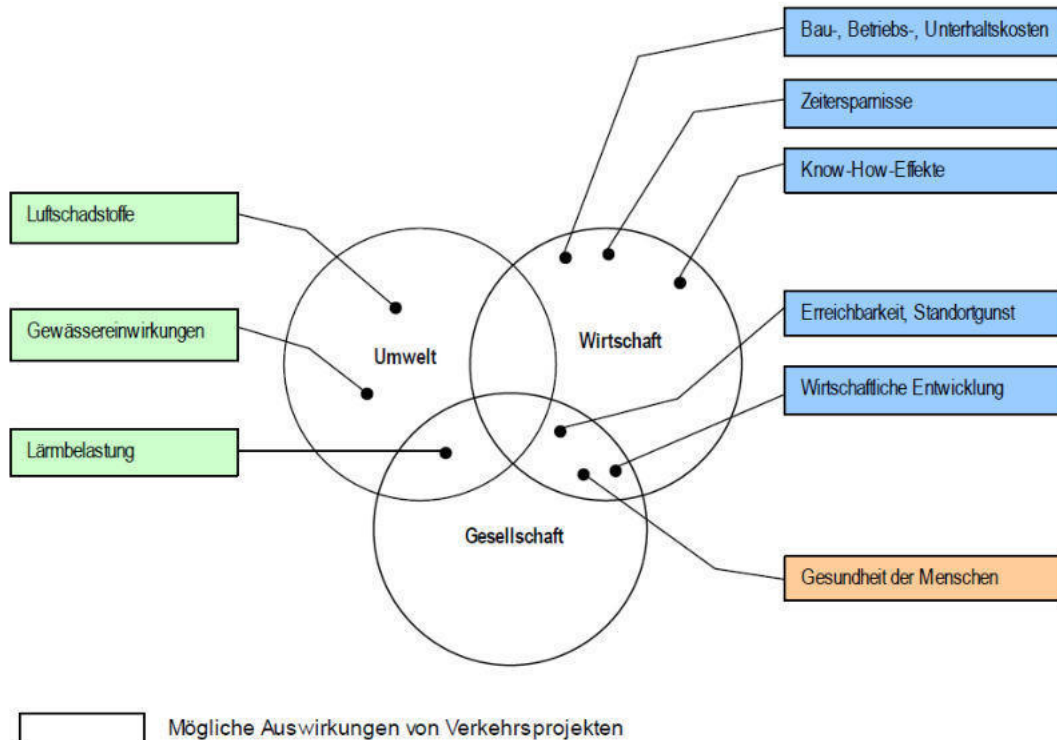 Bau-, Betriebs-, Unterhaltskosten
Zeitersparnisse
Know-How-Effekte
Luftschadstoffe
Erreichbarkeit, Standortgunst
Gewässereinwirkungen
Umwelt
Wirtschaft
Wirtschaftliche Entwicklung
Lärmbelastung
Gesellschaft
Gesundheit der Menschen
Mögliche Auswirkungen von Verkehrsprojekten